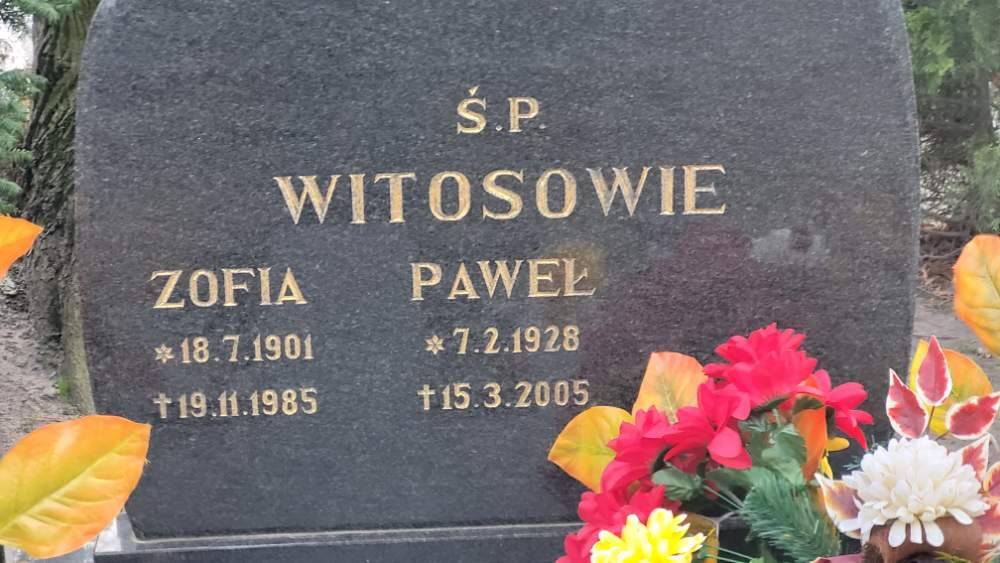 Ś.P.
WITOSOWIE
ZOFIA PAWEŁ
*18.7.1901 *7.2.1928
†19.11.1985 †15.3.2005